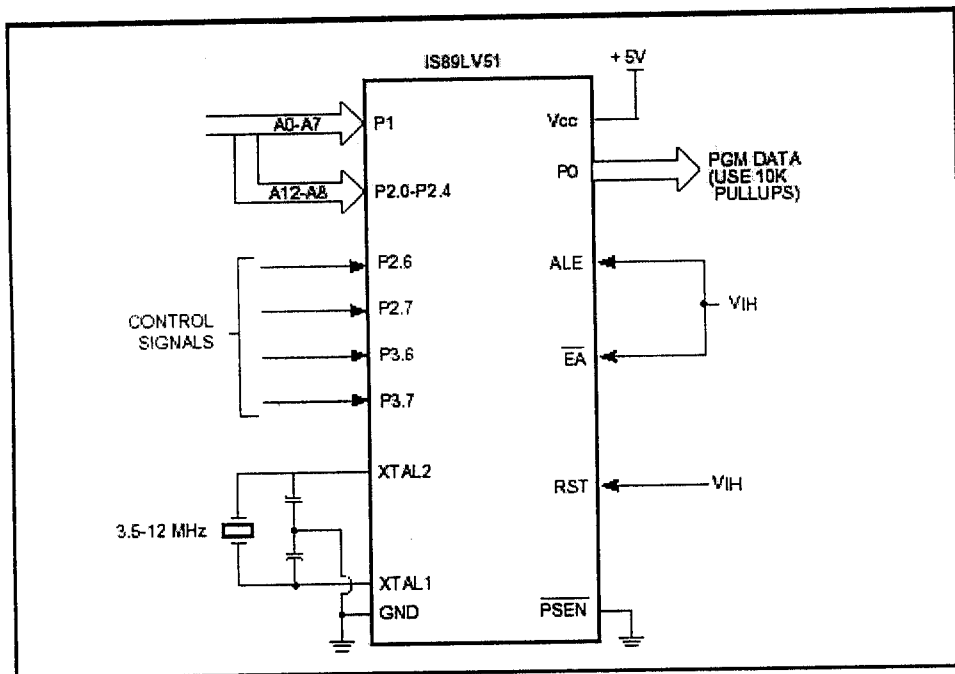 IS89LV51
+ 5V
A0-A7
P1
Vcc
P0
PGM DATA
(USE 10K
PULLUPS)
A12-A8
P2.0-P2.4
P2.6
ALE
P2.7
VIH
CONTROL
SIGNALS
P3.6
EA
P3.7
XTAL2
RST
VIH
3.5-12 MHz
XTAL1
GND
PSEN